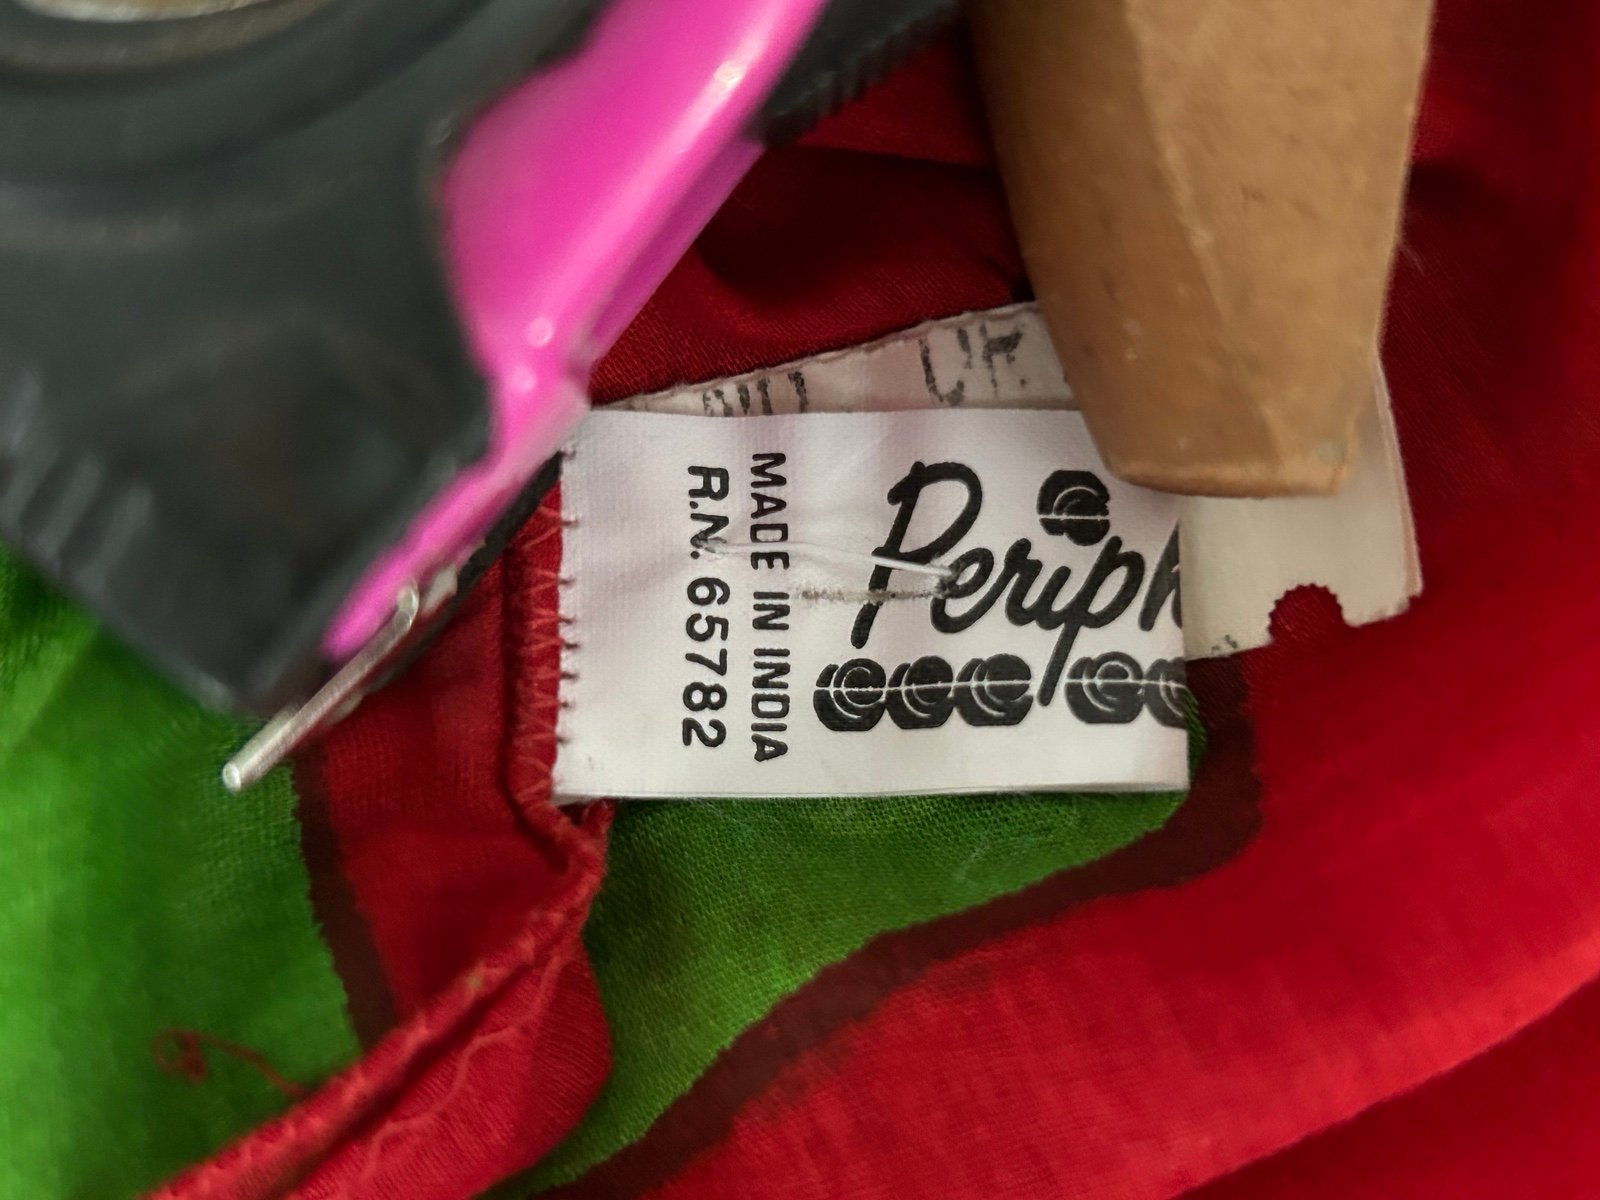 Periph
MADE IN INDIA
R.N. 65782